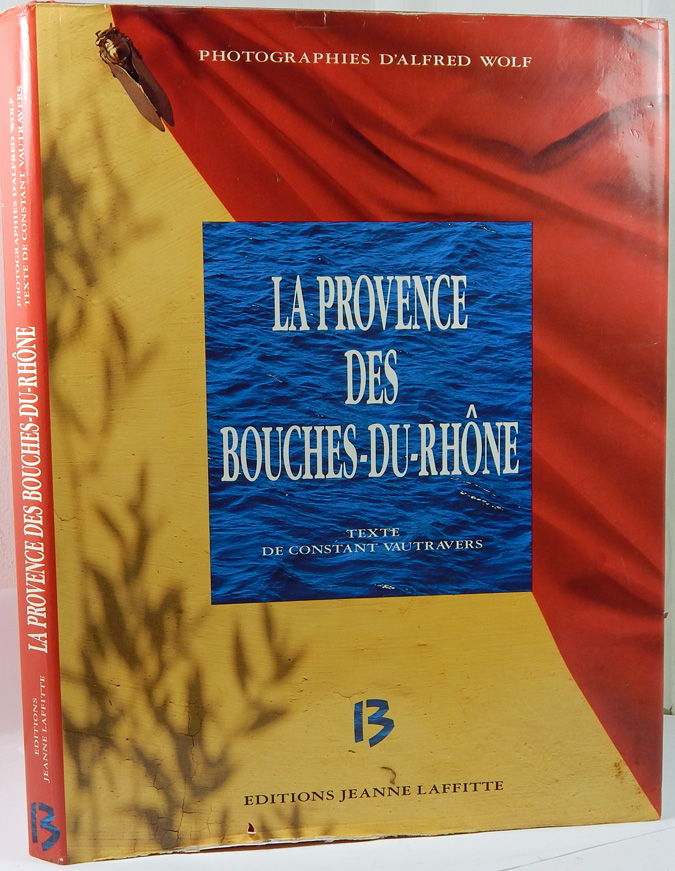 PHOTOGRAPHIES D'ALFRED WOLF
LA PROVENCE
DES
BOUCHES-DU-RHÔNE
TEXTE
DE CONSTANT VAUTRAVERS
13
EDITIONS JEANNE LAFFITTE
PHOTOGRAPHIES D'ALFRED WOLF
TEXTE DE CONSTANT VAUTRAVERS
LA PROVENCE DES BOUCHES-DU-RHÔNE
EDITIONS
JEANNE LAFFITTE
13